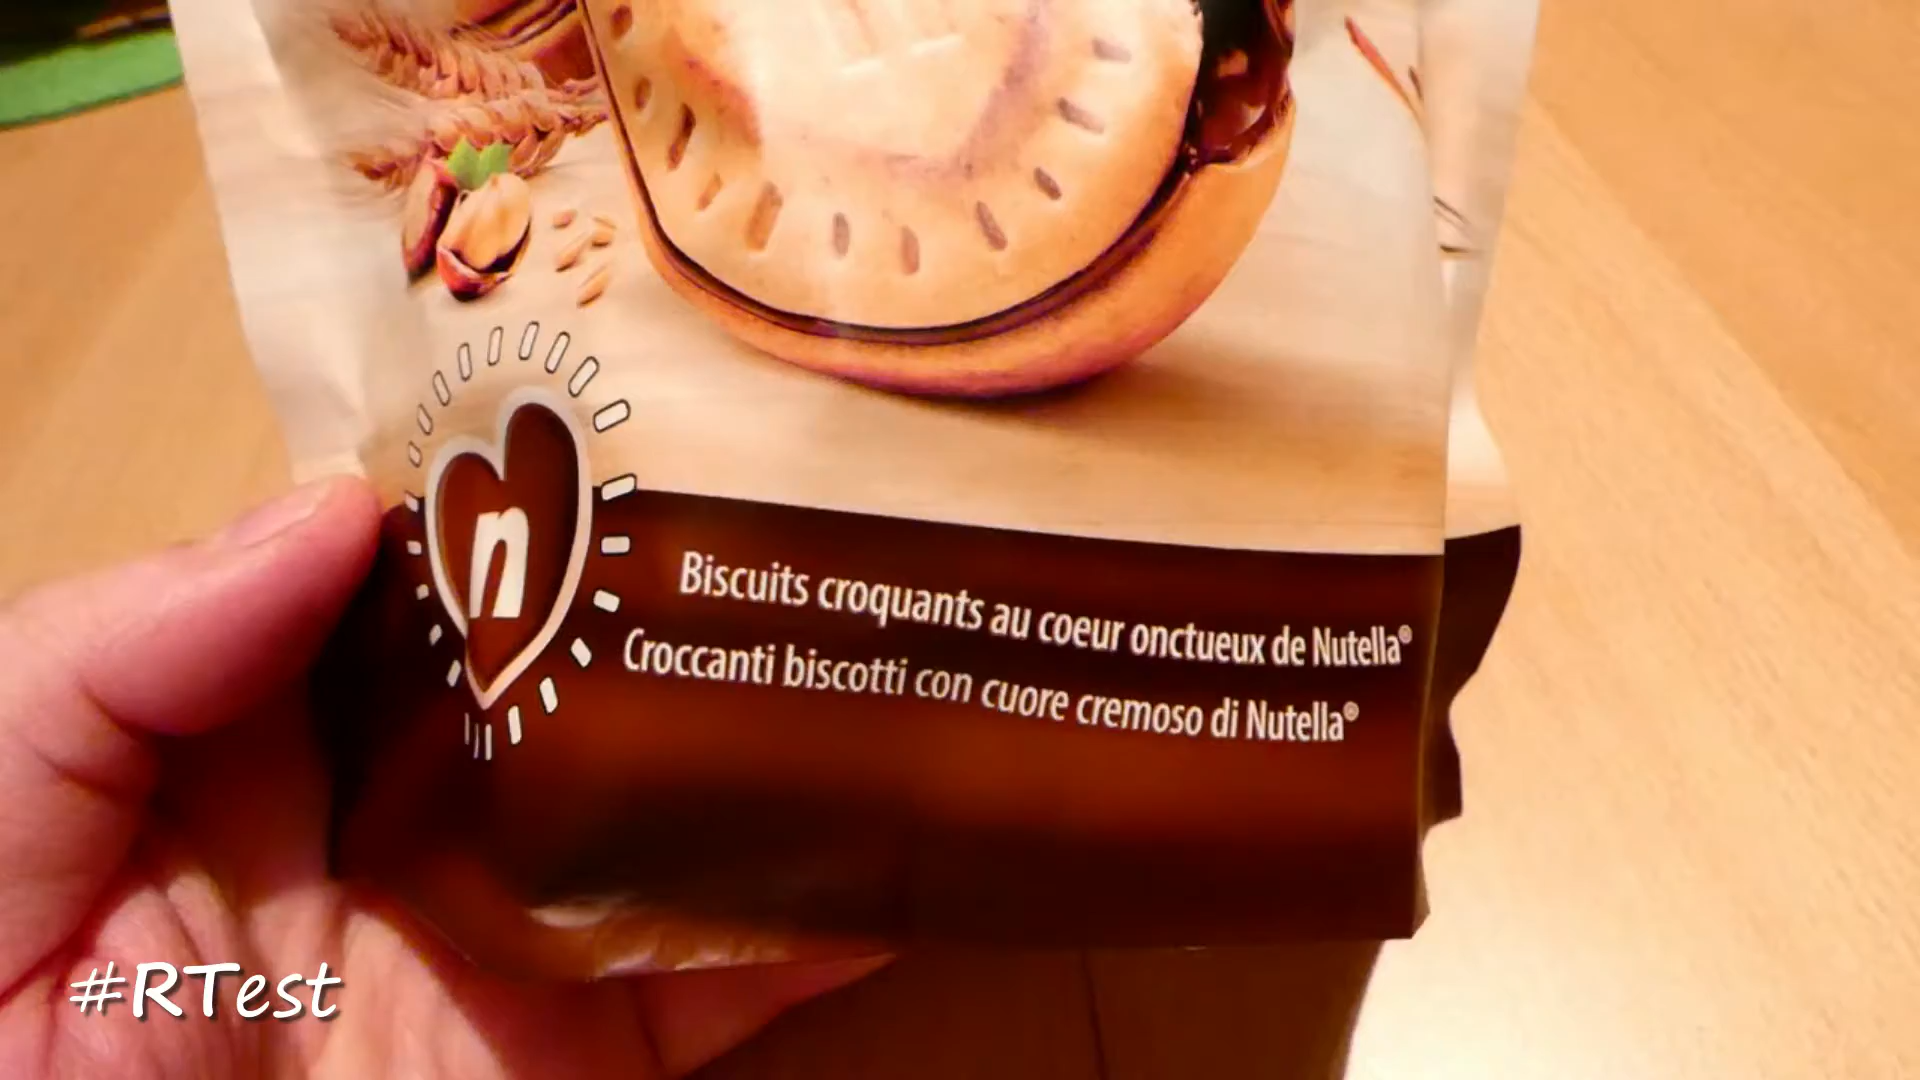 n
Biscuits croquants au coeur onctueux de Nutella®
Croccanti biscotti con cuore cremoso di Nutella®
#RTest